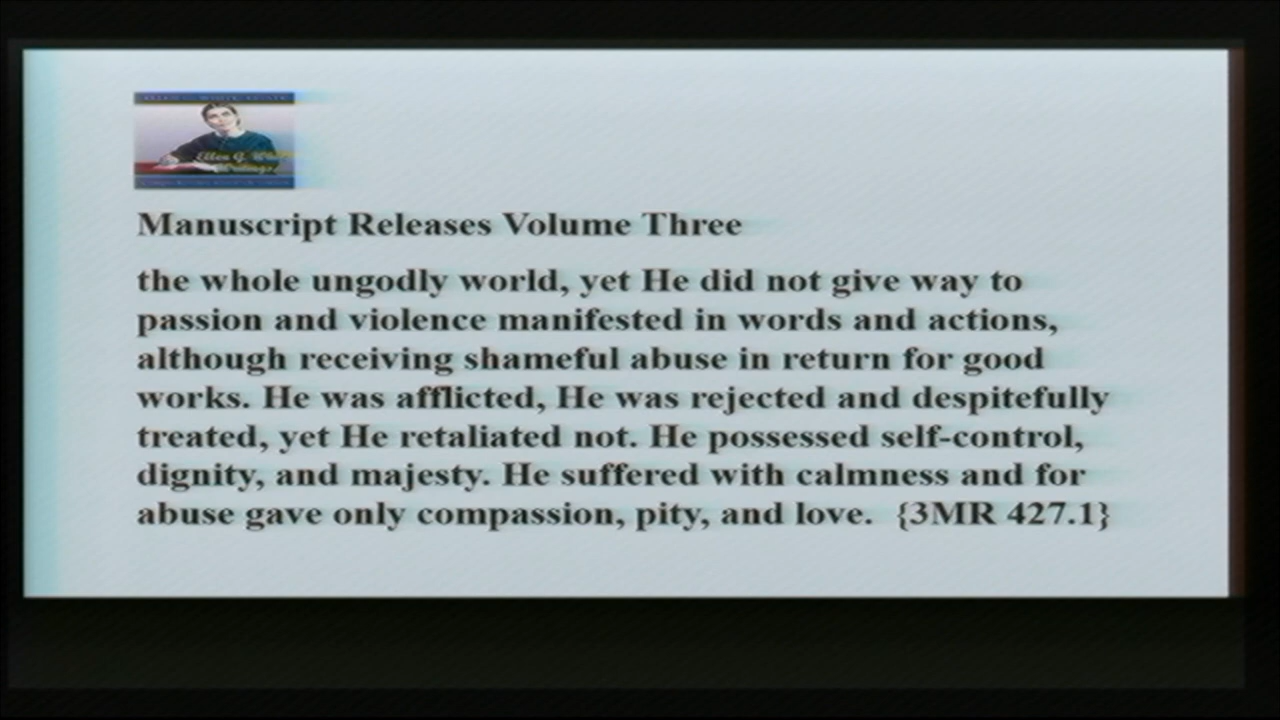 Ellen G. White
Writings
Manuscript Releases Volume Three
the whole ungodly world, yet He did not give way to
passion and violence manifested in words and actions,
although receiving shameful abuse in return for good
works. He was afflicted, He was rejected and despitefully
treated, yet He retaliated not. He possessed self-control,
dignity, and majesty. He suffered with calmness and for
abuse gave only compassion, pity, and love. {3MR 427.1}